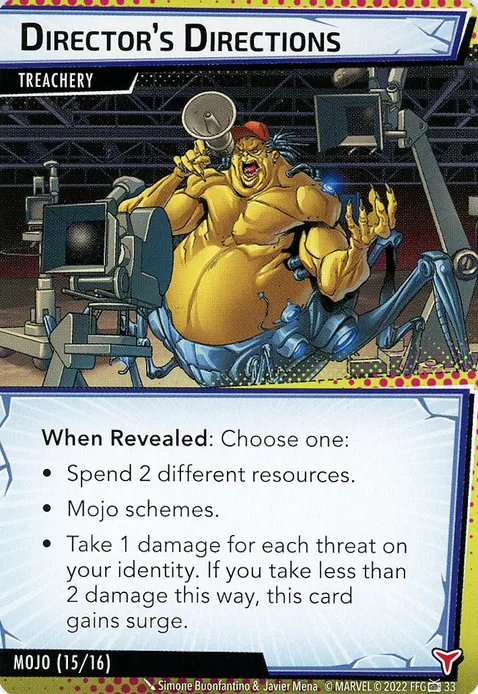 DIRECTOR'S DIRECTIONS
TREACHERY
When Revealed: Choose one:
• Spend 2 different resources.
• Mojo schemes.
• Take 1 damage for each threat on
your identity. If you take less than
2 damage this way, this card
gains surge.
MOJO (15/16)
Simone Buonfantino & Javier Mena © MARVEL © 2022 FFG 33